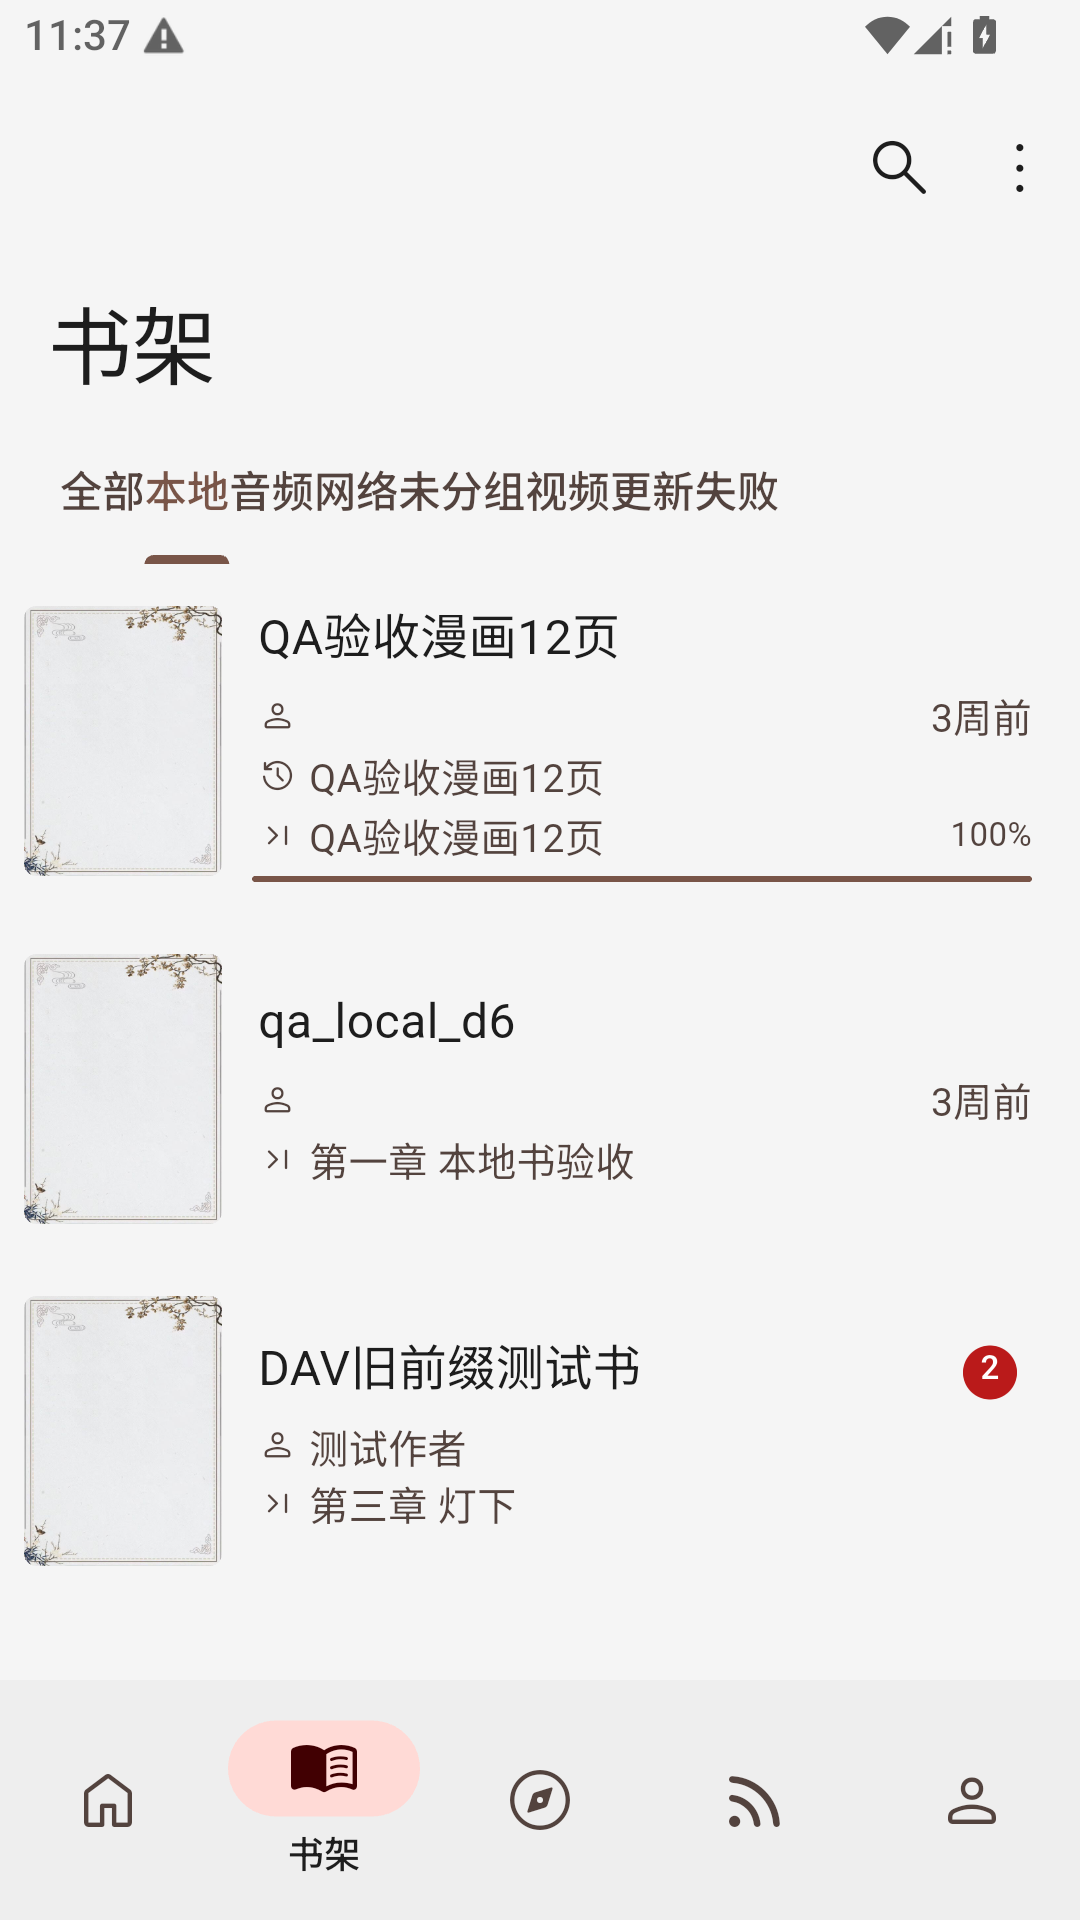 11:37
书架
全部本地音频网络未分组视频更新失败
QA验收漫画12页
3周前
QA验收漫画12页
QA验收漫画12页 100%
qa_local_d6
3周前
第一章 本地书验收
DAV旧前缀测试书 2
测试作者
第三章 灯下
书架